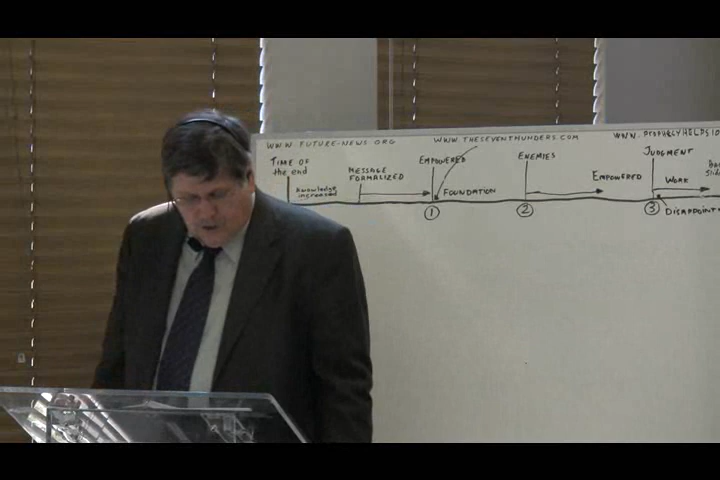 WWW.FUTURE-NEWS.ORG WWW.THESEVENTHUNDERS.COM
TIME OF
the end
Knowledge
increased
MESSAGE
FORMALIZED
EMPOWERED
FOUNDATION
1
ENEMIES
EMPOWERED
2
JUDGMENT
WORK
3
DISAPPOINT